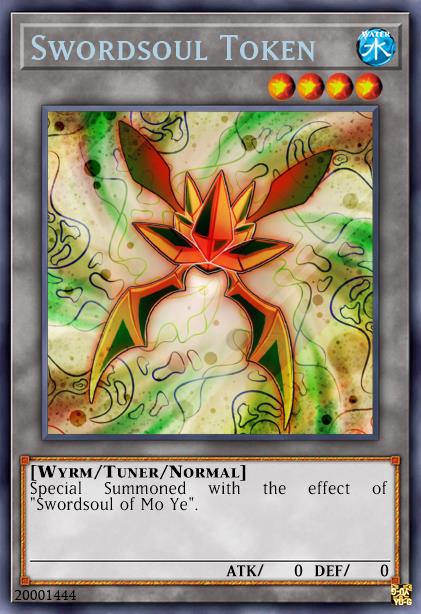 Swordsoul Token
WATER
水
[Wyrm/Tuner/Normal]
Special Summoned with the effect of
"Swordsoul of Mo Ye".
ATK/ 0 DEF/ 0
20001444